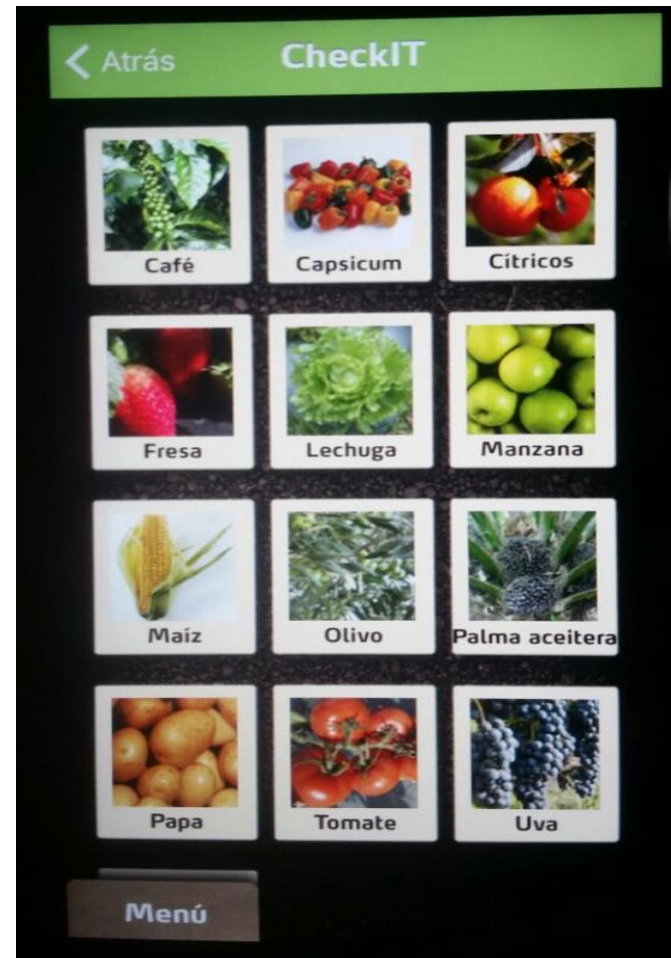 Atrás CheckIT
Café Capsicum Cítricos
Fresa Lechuga Manzana
Maíz Olivo Palma aceitera
Papa Tomate Uva
Menú